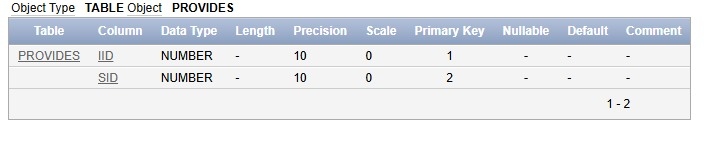 Object Type TABLE Object PROVIDES
Table Column Data Type Length Precision Scale Primary Key Nullable Default Comment
PROVIDES IID NUMBER - 10 0 1 - - -
SID NUMBER - 10 0 2 - - -
1 - 2